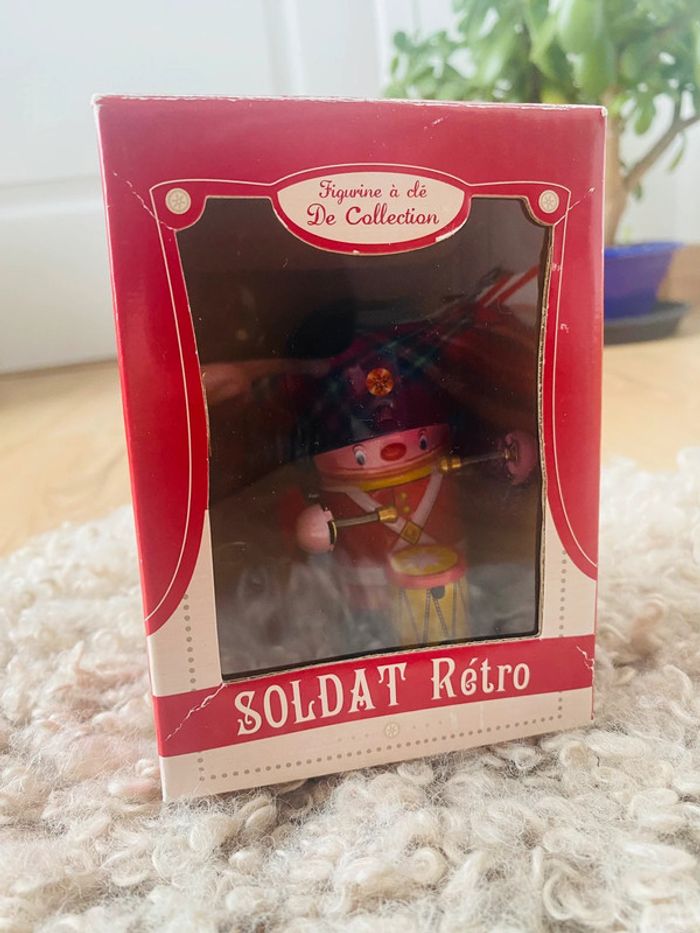 Figurine à clé
De Collection
SOLDAT Rétro